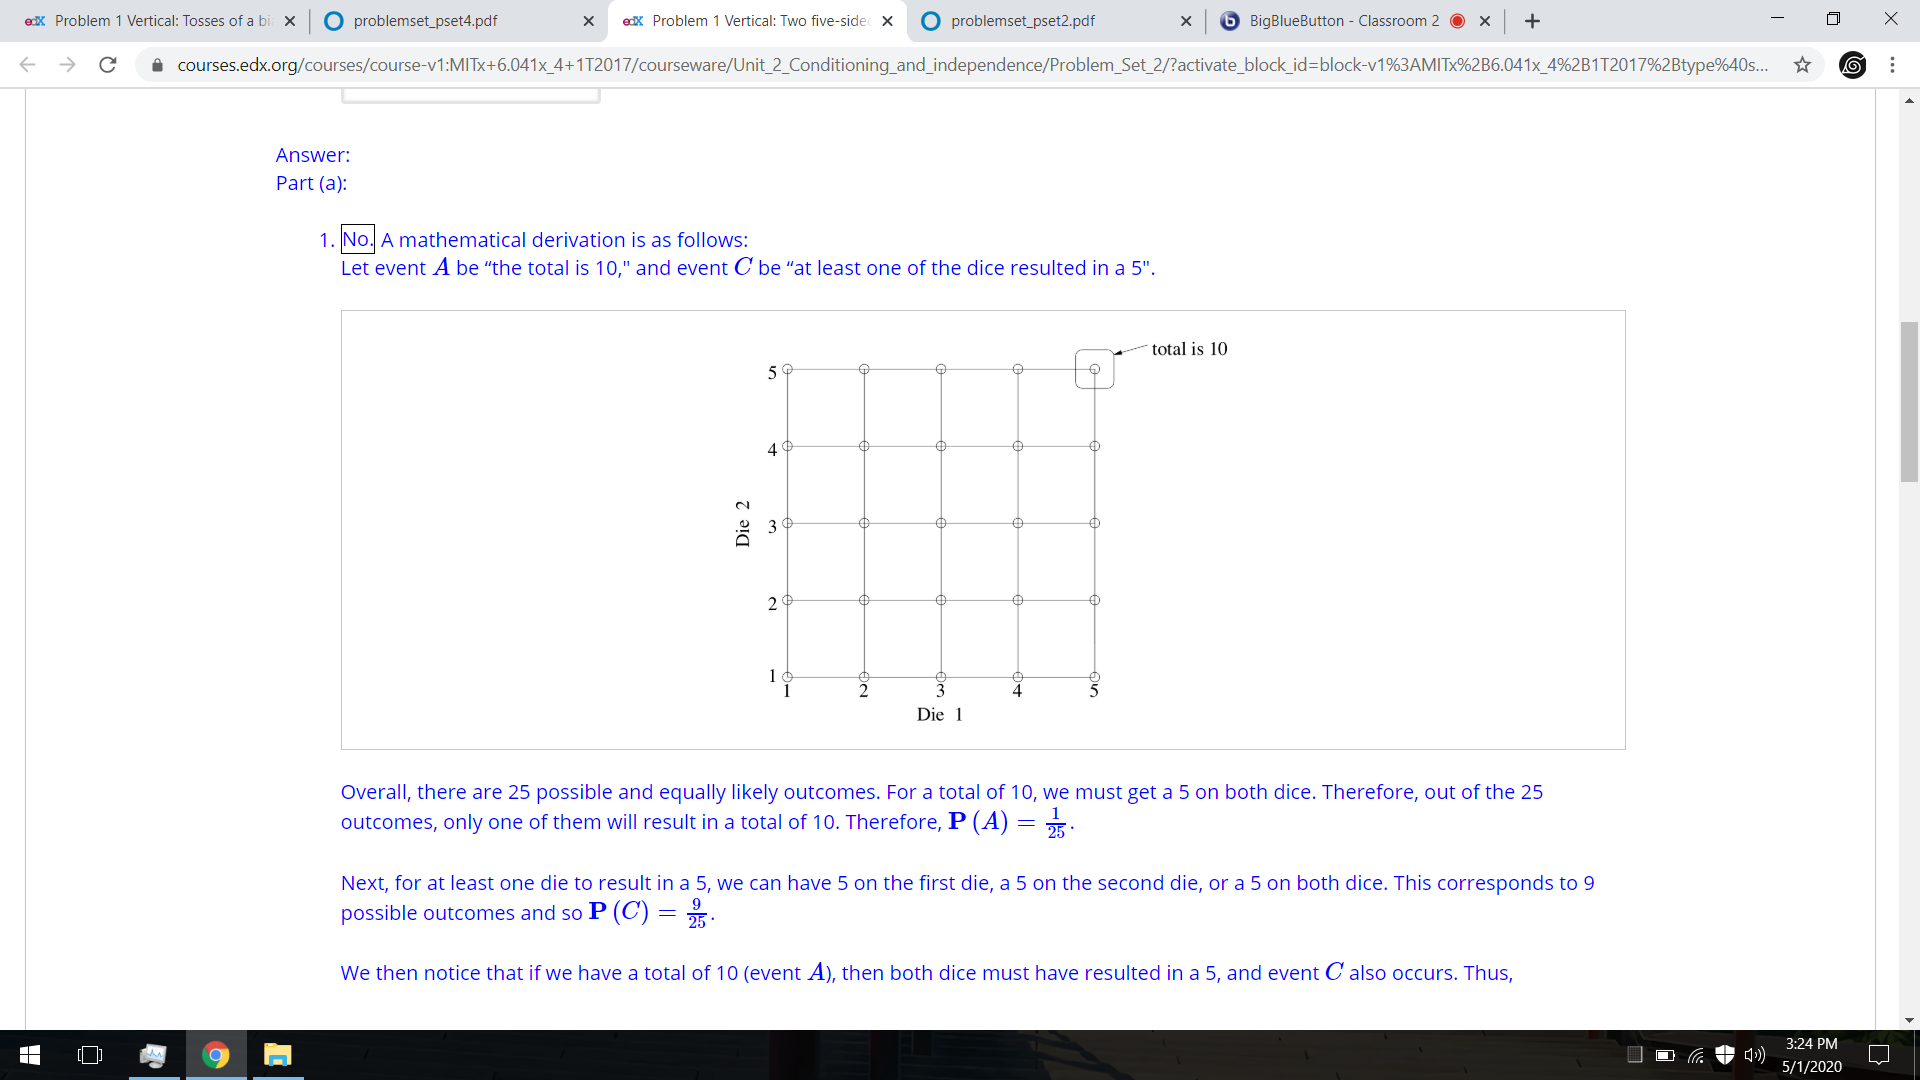 edX Problem 1 Vertical: Tosses of a bi
problemset_pset4.pdf
edX Problem 1 Vertical: Two five-sided
problemset_pset2.pdf
BigBlueButton - Classroom 2
courses.edx.org/courses/course-v1:MITx+6.041x_4+1T2017/courseware/Unit_2_Conditioning_and_independence/Problem_Set_2/?activate_block_id=block-v1%3AMITx%2B6.041x_4%2B1T2017%2Btype%40s...
Answer:
Part (a):
1. No. A mathematical derivation is as follows:
Let event A be “the total is 10," and event C be “at least one of the dice resulted in a 5".
total is 10
5
4
3
2
1
Die 2
1 2 3 4 5
Die 1
Overall, there are 25 possible and equally likely outcomes. For a total of 10, we must get a 5 on both dice. Therefore, out of the 25
outcomes, only one of them will result in a total of 10. Therefore, P (A) = 1/25.
Next, for at least one die to result in a 5, we can have 5 on the first die, a 5 on the second die, or a 5 on both dice. This corresponds to 9
possible outcomes and so P (C) = 9/25.
We then notice that if we have a total of 10 (event A), then both dice must have resulted in a 5, and event C also occurs. Thus,
3:24 PM
5/1/2020